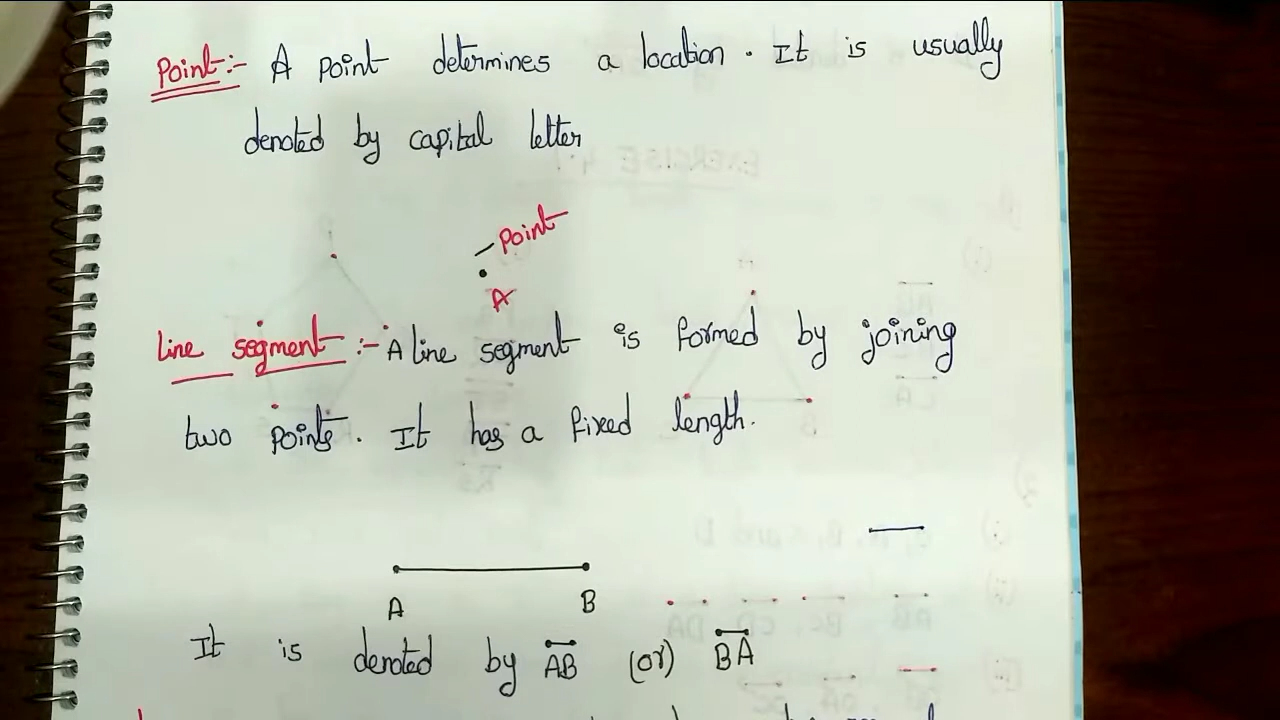 Point:- A point determines a location. It is usually
denoted by capital letter
Point
A
line segment :- A line segment is formed by joining
two points. It has a fixed length.
A B
It is denoted by AB (or) BA